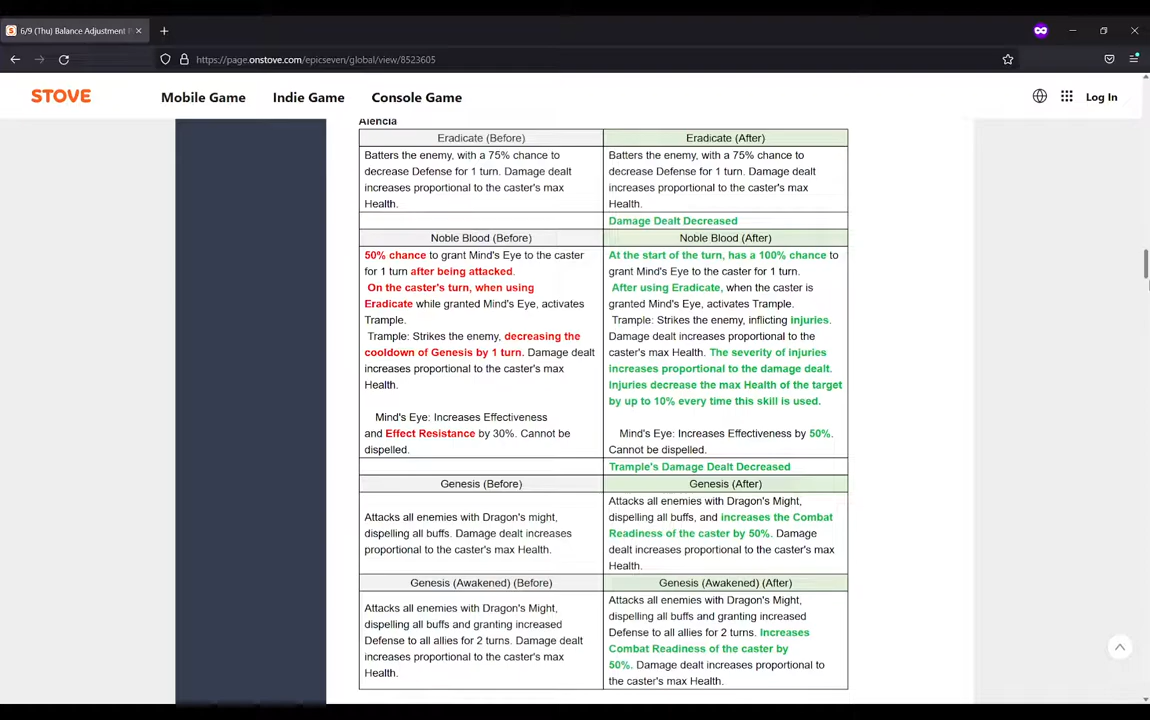 6/9 (Thu) Balance Adjustment
https://page.onstove.com/epicseven/global/view/8523605
STOVE
Mobile Game
Indie Game
Console Game
Log In
Alencia
Eradicate (Before)
Eradicate (After)
Batters the enemy, with a 75% chance to
decrease Defense for 1 turn. Damage dealt
increases proportional to the caster's max
Health.
Batters the enemy, with a 75% chance to
decrease Defense for 1 turn. Damage dealt
increases proportional to the caster's max
Health.
Damage Dealt Decreased
Noble Blood (Before)
Noble Blood (After)
50% chance to grant Mind's Eye to the caster
for 1 turn after being attacked.
On the caster's turn, when using
Eradicate while granted Mind's Eye, activates
Trample.
Trample: Strikes the enemy, decreasing the
cooldown of Genesis by 1 turn. Damage dealt
increases proportional to the caster's max
Health.
Mind's Eye: Increases Effectiveness
and Effect Resistance by 30%. Cannot be
dispelled.
At the start of the turn, has a 100% chance to
grant Mind's Eye to the caster for 1 turn.
After using Eradicate, when the caster is
granted Mind's Eye, activates Trample.
Trample: Strikes the enemy, inflicting injuries.
Damage dealt increases proportional to the
caster's max Health. The severity of injuries
increases proportional to the damage dealt.
Injuries decrease the max Health of the target
by up to 10% every time this skill is used.
Mind's Eye: Increases Effectiveness by 50%.
Cannot be dispelled.
Trample's Damage Dealt Decreased
Genesis (Before)
Genesis (After)
Attacks all enemies with Dragon's might,
dispelling all buffs. Damage dealt increases
proportional to the caster's max Health.
Attacks all enemies with Dragon's Might,
dispelling all buffs, and increases the Combat
Readiness of the caster by 50%. Damage
dealt increases proportional to the caster's max
Health.
Genesis (Awakened) (Before)
Genesis (Awakened) (After)
Attacks all enemies with Dragon's Might,
dispelling all buffs and granting increased
Defense to all allies for 2 turns. Damage dealt
increases proportional to the caster's max
Health.
Attacks all enemies with Dragon's Might,
dispelling all buffs and granting increased
Defense to all allies for 2 turns. Increases
Combat Readiness of the caster by
50%. Damage dealt increases proportional to
the caster's max Health.